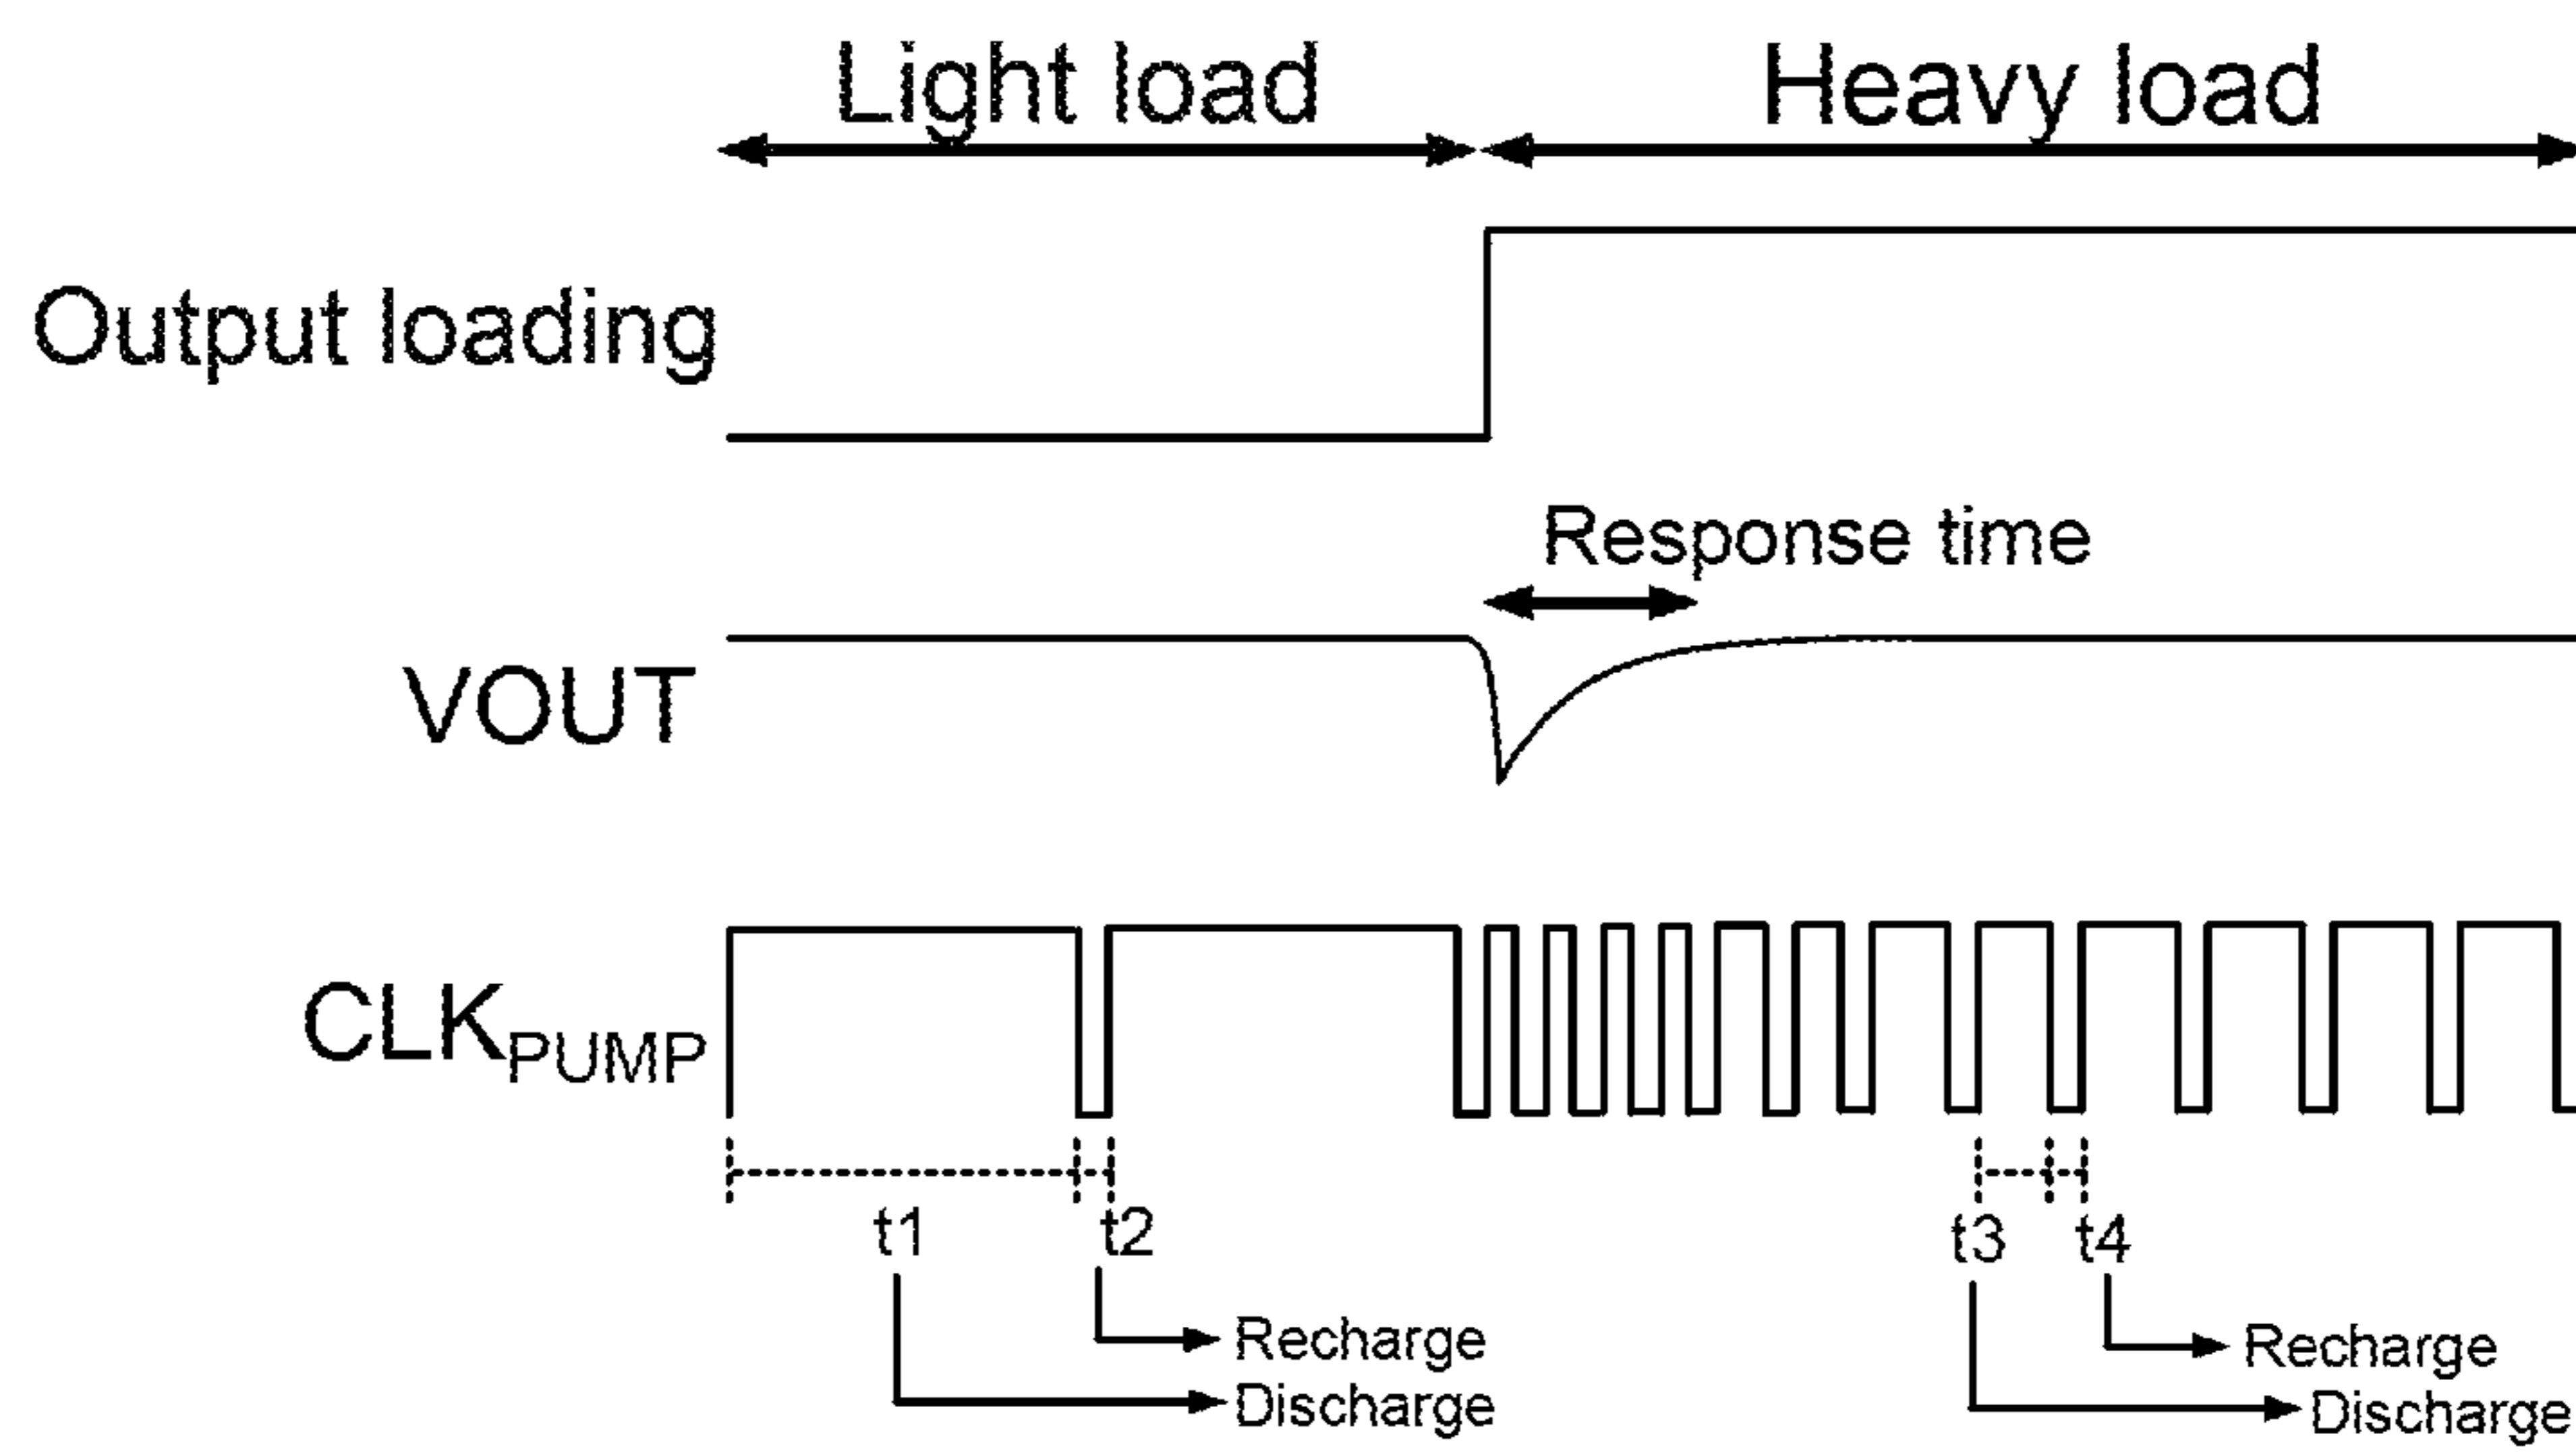 Light load Heavy load
Output loading
Response time
VOUT
CLKPUMP
t1 t2 t3 t4
Recharge Recharge
Discharge Discharge